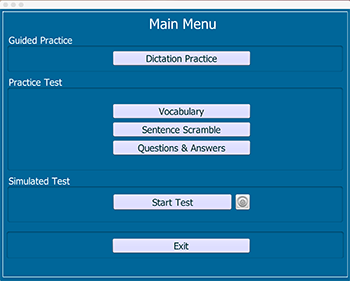 Main Menu
Guided Practice
Dictation Practice
Practice Test
Vocabulary
Sentence Scramble
Questions & Answers
Simulated Test
Start Test
Exit